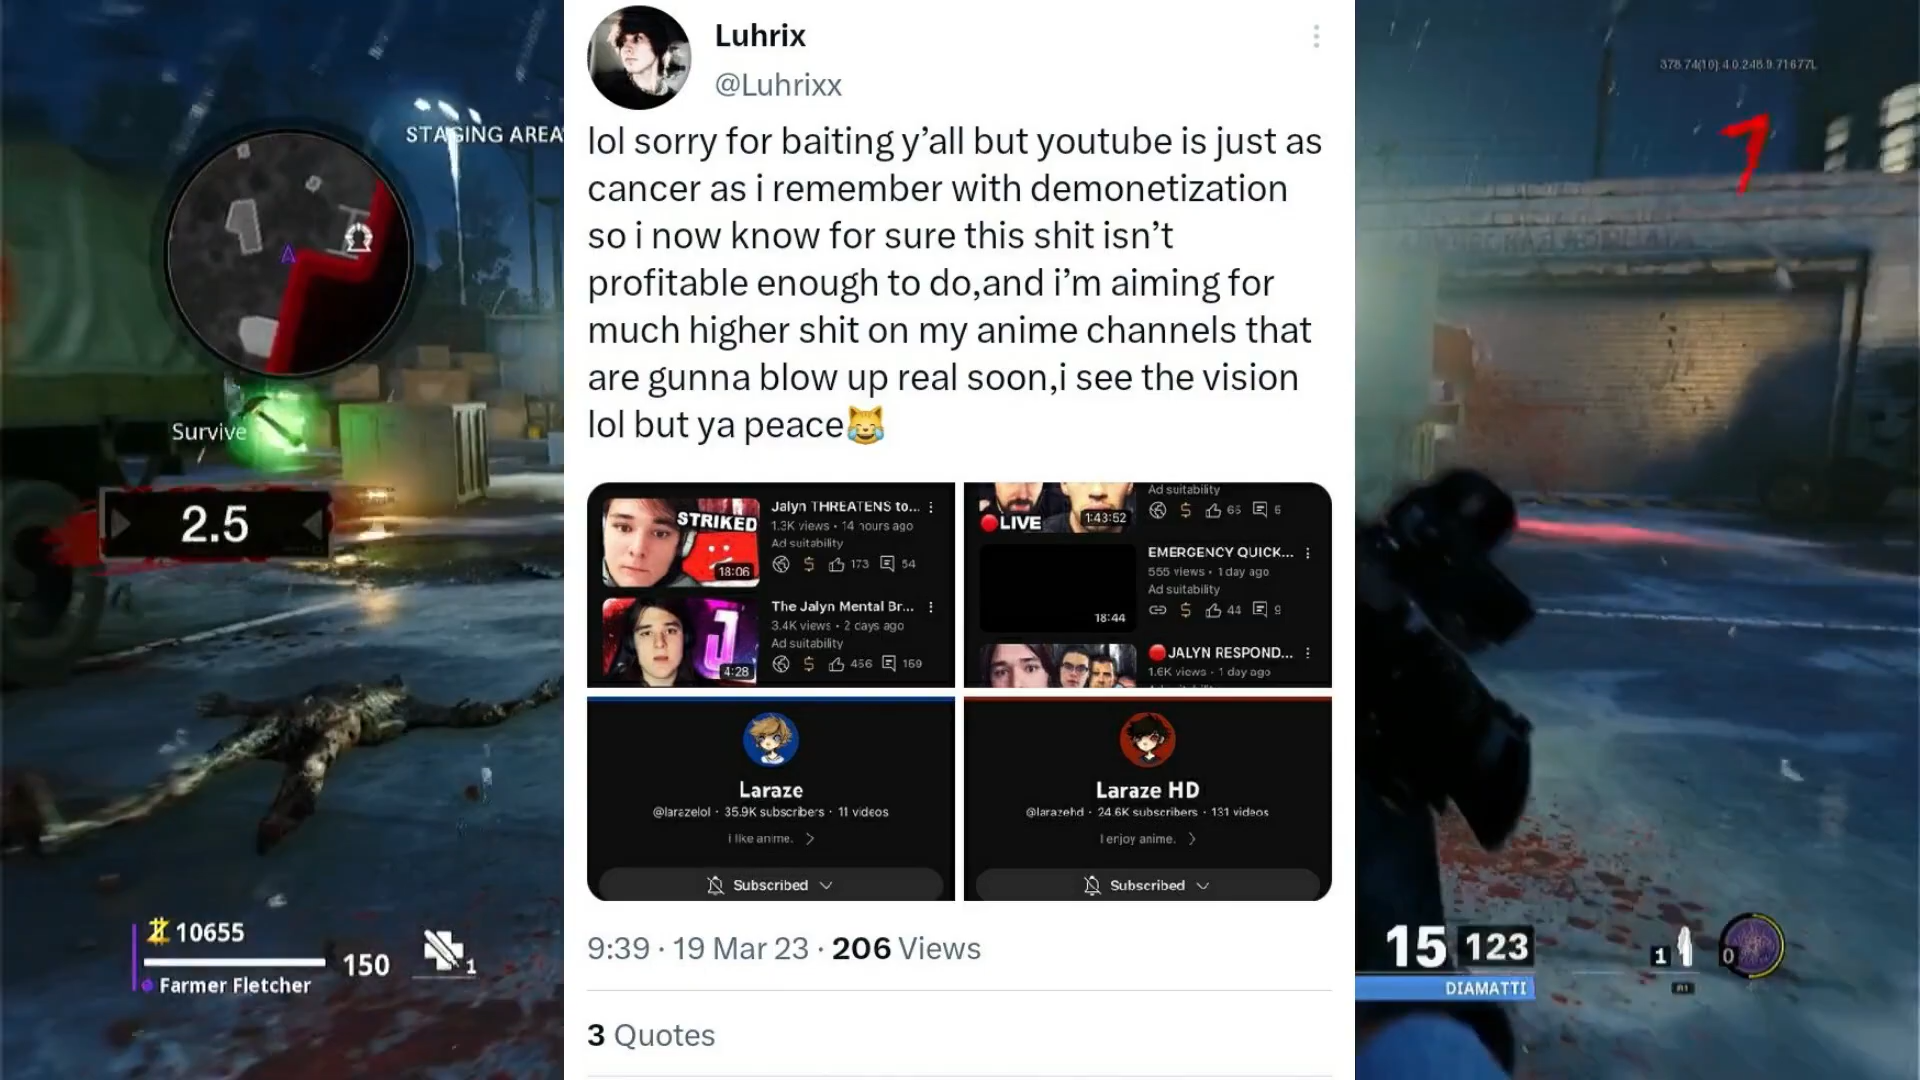 Luhrix
@Luhrixx
lol sorry for baiting y’all but youtube is just as
cancer as i remember with demonetization
so i now know for sure this shit isn’t
profitable enough to do,and i’m aiming for
much higher shit on my anime channels that
are gunna blow up real soon,i see the vision
lol but ya peace😹
Jalyn THREATENS to...
1.3K views · 14 hours ago
Ad suitability
173 54
STRIKED
18:06
The Jalyn Mental Br...
3.4K views · 2 days ago
Ad suitability
456 169
J
4:28
Ad suitability
65 6
LIVE
1:43:52
EMERGENCY QUICK...
555 views · 1 day ago
Ad suitability
44 9
18:44
🔴JALYN RESPOND...
1.6K views · 1 day ago
Laraze
@larazelol · 35.9K subscribers · 11 videos
i like anime.
Subscribed
Laraze HD
@larazehd · 24.6K subscribers · 131 videos
I enjoy anime.
Subscribed
9:39 · 19 Mar 23 · 206 Views
3 Quotes
STAGING AREA
Survive
2.5
10655
150
1
Farmer Fletcher
7
15 123
DIAMATTI
1
0